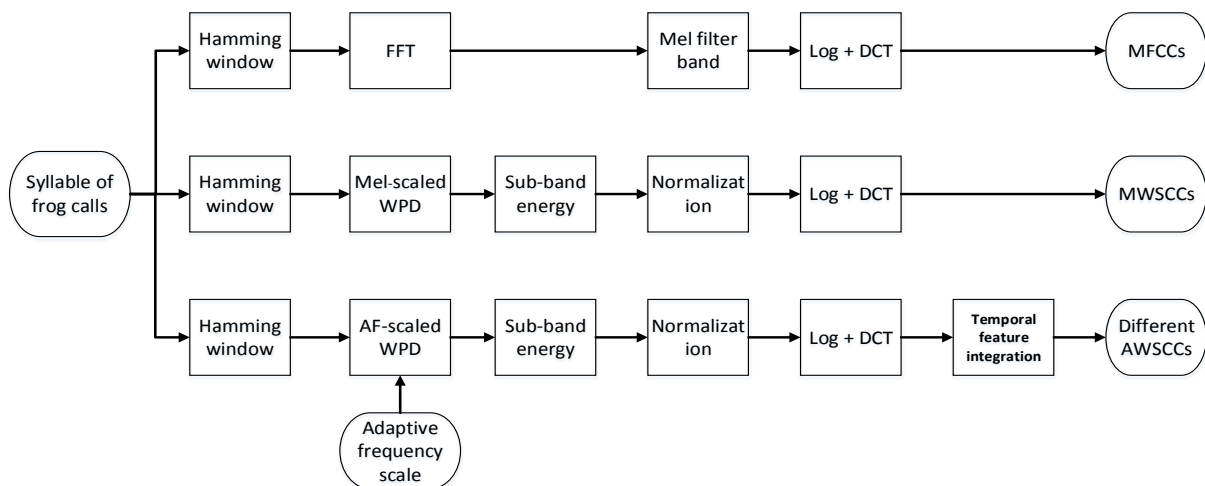 Hamming
window
FFT
Mel filter
band
Log + DCT
MFCCs
Syllable of
frog calls
Hamming
window
Mel-scaled
WPD
Sub-band
energy
Normalizat
ion
Log + DCT
MWSCCs
Hamming
window
AF-scaled
WPD
Sub-band
energy
Normalizat
ion
Log + DCT
Temporal
feature
integration
Different
AWSCCs
Adaptive
frequency
scale